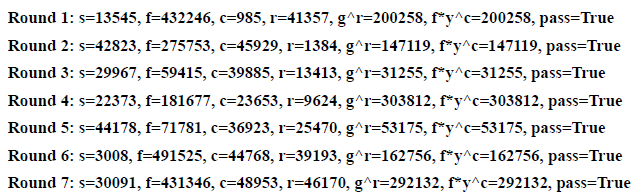 Round 1: s=13545, f=432246, c=985, r=41357, g^r=200258, f*y^c=200258, pass=True
Round 2: s=42823, f=275753, c=45929, r=1384, g^r=147119, f*y^c=147119, pass=True
Round 3: s=29967, f=59415, c=39885, r=13413, g^r=31255, f*y^c=31255, pass=True
Round 4: s=22373, f=181677, c=23653, r=9624, g^r=303812, f*y^c=303812, pass=True
Round 5: s=44178, f=71781, c=36923, r=25470, g^r=53175, f*y^c=53175, pass=True
Round 6: s=3008, f=491525, c=44768, r=39193, g^r=162756, f*y^c=162756, pass=True
Round 7: s=30091, f=431346, c=48953, r=46170, g^r=292132, f*y^c=292132, pass=True